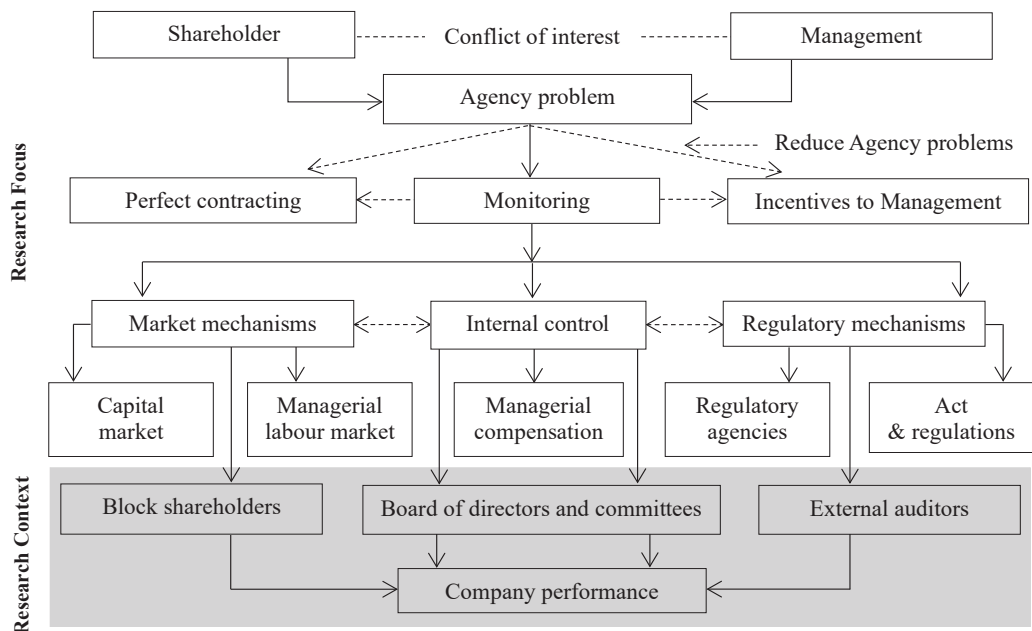 Shareholder
Conflict of interest
Management
Agency problem
Reduce Agency problems
Research Focus
Perfect contracting
Monitoring
Incentives to Management
Market mechanisms
Internal control
Regulatory mechanisms
Capital
market
Managerial
labour market
Managerial
compensation
Regulatory
agencies
Act
& regulations
Research Context
Block shareholders
Board of directors and committees
External auditors
Company performance